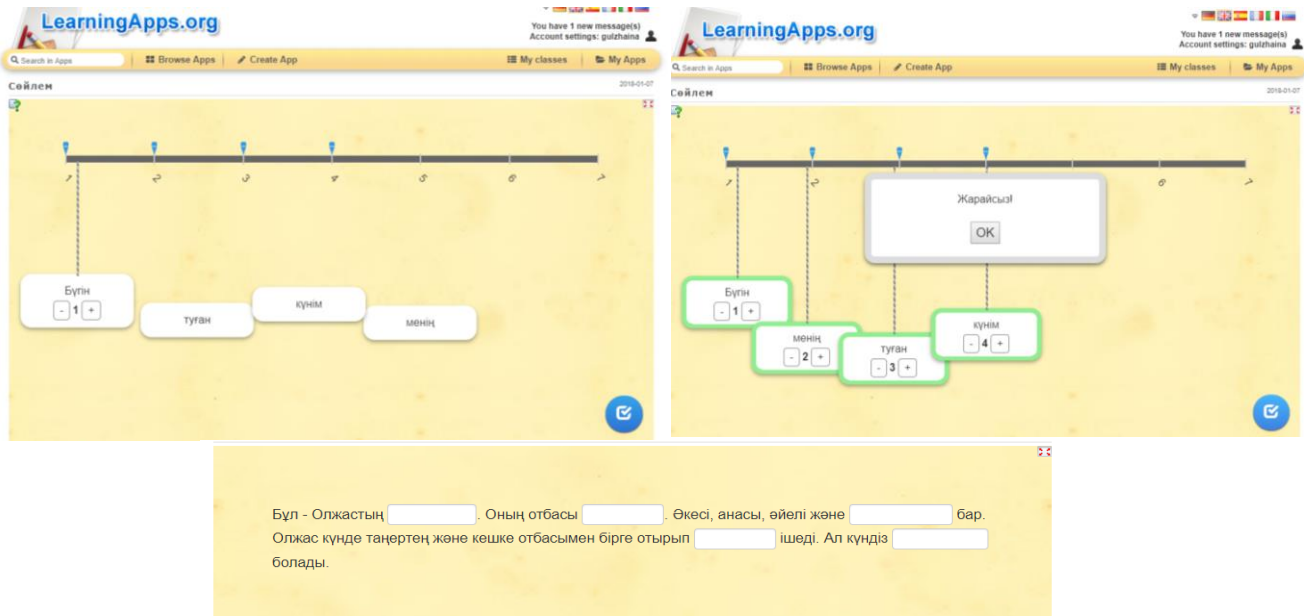 LearningApps.org
You have 1 new message(s)
Account settings: gulzhaina
Search in Apps
Browse Apps
Create App
My classes
My Apps
Сөйлем
2018-01-07
1 2 3 4 5 6 7
Бүгін
- 1 +
туған
күнім
менің
LearningApps.org
You have 1 new message(s)
Account settings: gulzhaina
Search in Apps
Browse Apps
Create App
My classes
My Apps
Сөйлем
2018-01-07
1 2 6 7
Жарайсыз!
OK
Бүгін
- 1 +
менің
- 2 +
туған
- 3 +
күнім
- 4 +
Бұл - Олжастың . Оның отбасы . Әкесі, анасы, әйелі және бар.
Олжас күнде таңертең және кешке отбасымен бірге отырып ішеді. Ал күндіз
болады.